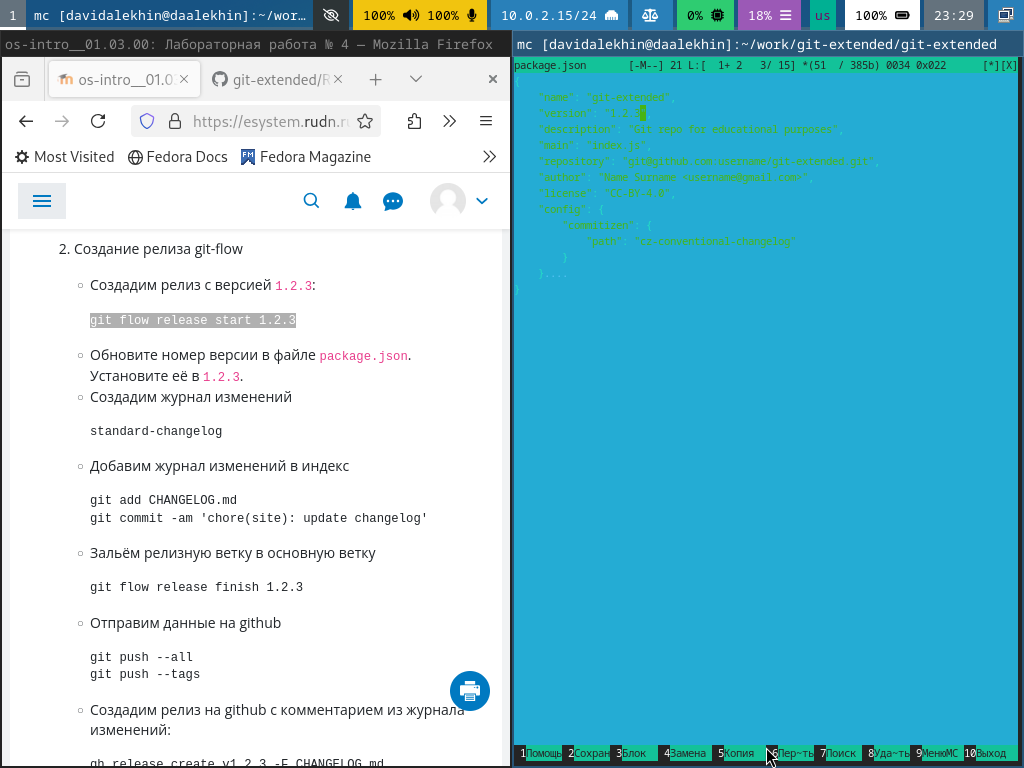 1 mc [davidalekhin@daalekhin]:~/wor… 100% 100% 10.0.2.15/24 0% 18% us 100% 23:29
os-intro__01.03.00: Лабораторная работа № 4 — Mozilla Firefox
os-intro__01.0
git-extended/R
https://esystem.rudn.ru
Most Visited Fedora Docs Fedora Magazine
2. Создание релиза git-flow
Создадим релиз с версией 1.2.3:
git flow release start 1.2.3
Обновите номер версии в файле package.json.
Установите её в 1.2.3.
Создадим журнал изменений
standard-changelog
Добавим журнал изменений в индекс
git add CHANGELOG.md
git commit -am 'chore(site): update changelog'
Зальём релизную ветку в основную ветку
git flow release finish 1.2.3
Отправим данные на github
git push --all
git push --tags
Создадим релиз на github с комментарием из журнала
изменений:
gh release create v1.2.3 -F CHANGELOG.md
mc [davidalekhin@daalekhin]:~/work/git-extended/git-extended
package.json [-M--] 21 L:[ 1+ 2 3/ 15] *(51 / 385b) 0034 0x022 [*][X]
{
"name": "git-extended",
"version": "1.2.3",
"description": "Git repo for educational purposes",
"main": "index.js",
"repository": "git@github.com:username/git-extended.git",
"author": "Name Surname <username@gmail.com>",
"license": "CC-BY-4.0",
"config": {
"commitizen": {
"path": "cz-conventional-changelog"
}
}....
}
1Помощь 2Сохран 3Блок 4Замена 5Копия 6Пер~ть 7Поиск 8Уда~ть 9МенюМС 10Выход